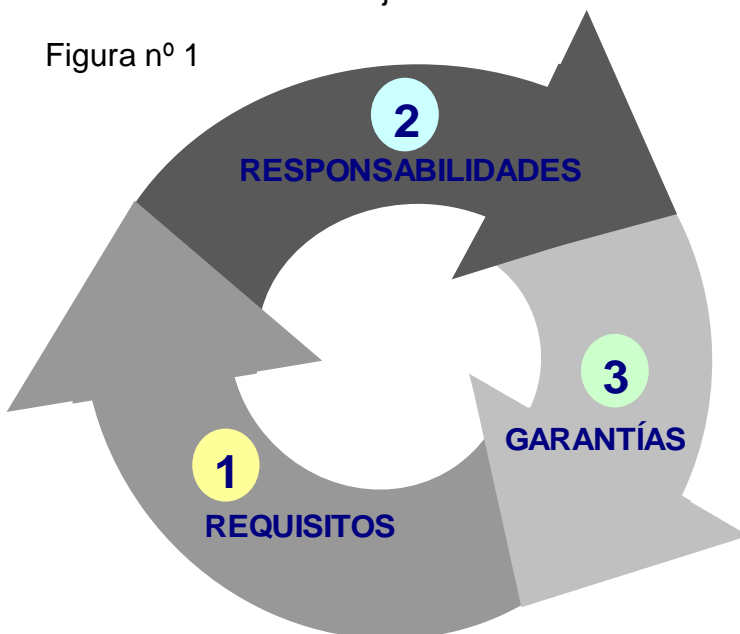 Figura nº 1
2
RESPONSABILIDADES
3
GARANTÍAS
1
REQUISITOS